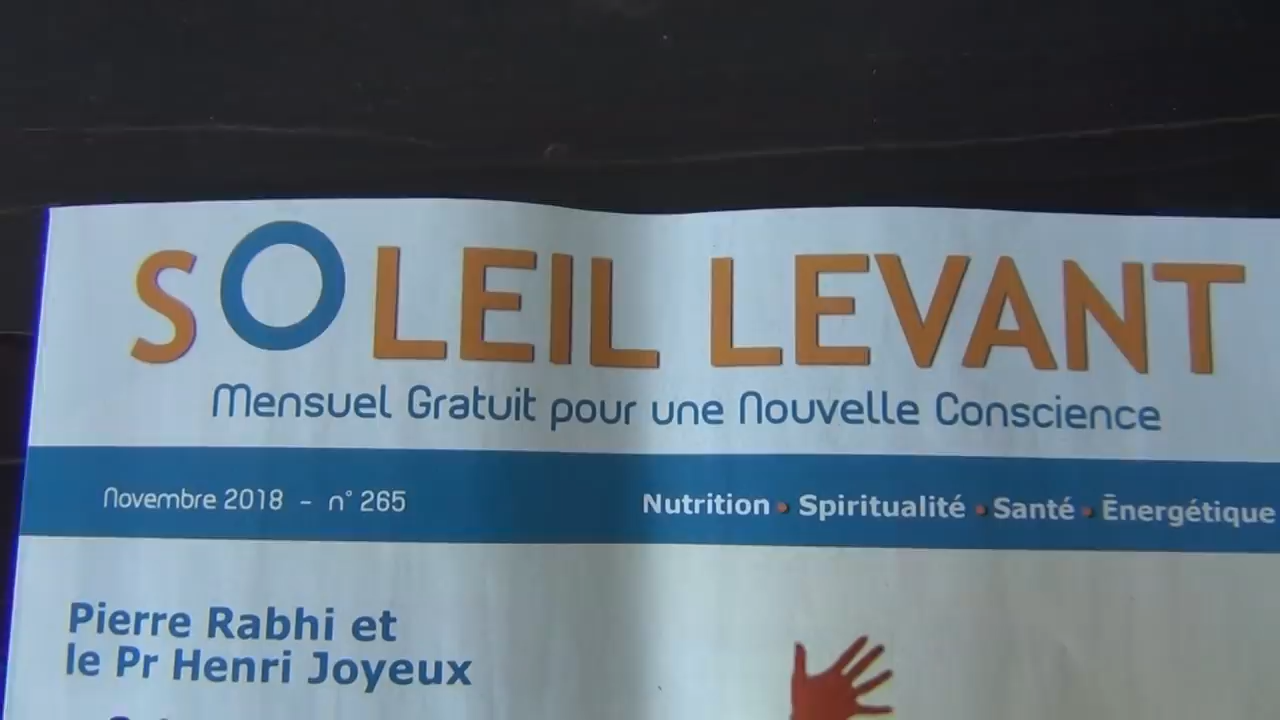 SOLEIL LEVANT
Mensuel Gratuit pour une Nouvelle Conscience
Novembre 2018 - n° 265
Nutrition • Spiritualité • Santé • Énergétique
Pierre Rabhi et
le Pr Henri Joyeux